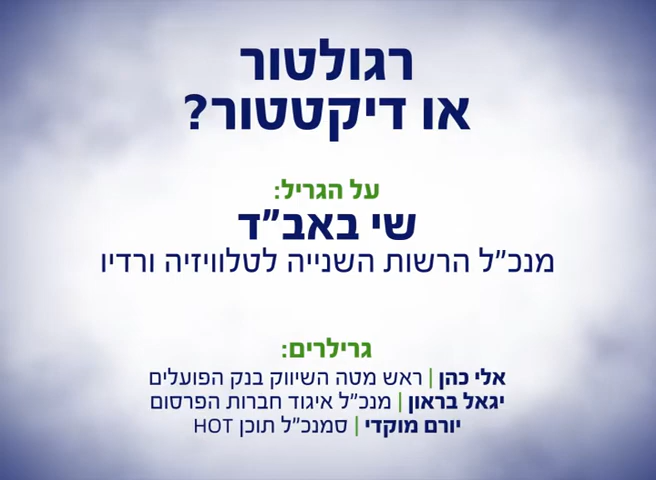 רגולטור
או דיקטטור?
על הגריל:
שי באב"ד
מנכ"ל הרשות השנייה לטלוויזיה ורדיו
גרילרים:
אלי כהן | ראש מטה השיווק בנק הפועלים
יגאל בראון | מנכ"ל איגוד חברות הפרסום
יורם מוקדי | סמנכ"ל תוכן HOT